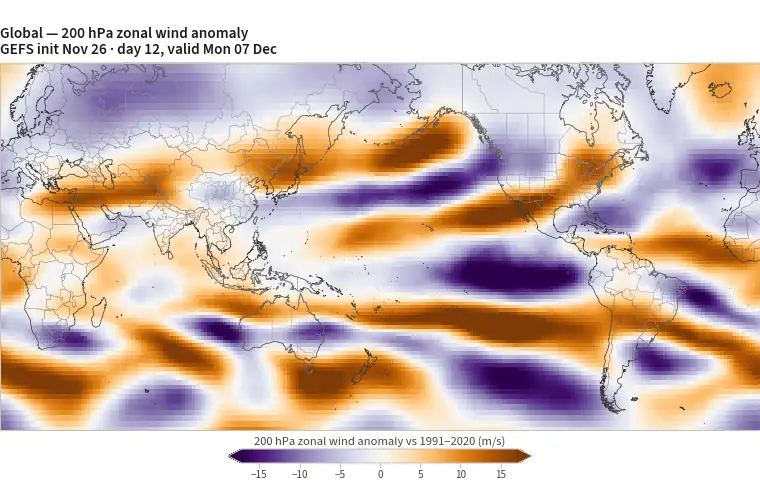 Global — 200 hPa zonal wind anomaly
GEFS init Nov 26 · day 12, valid Mon 07 Dec
200 hPa zonal wind anomaly vs 1991–2020 (m/s)
−15 −10 −5 0 5 10 15